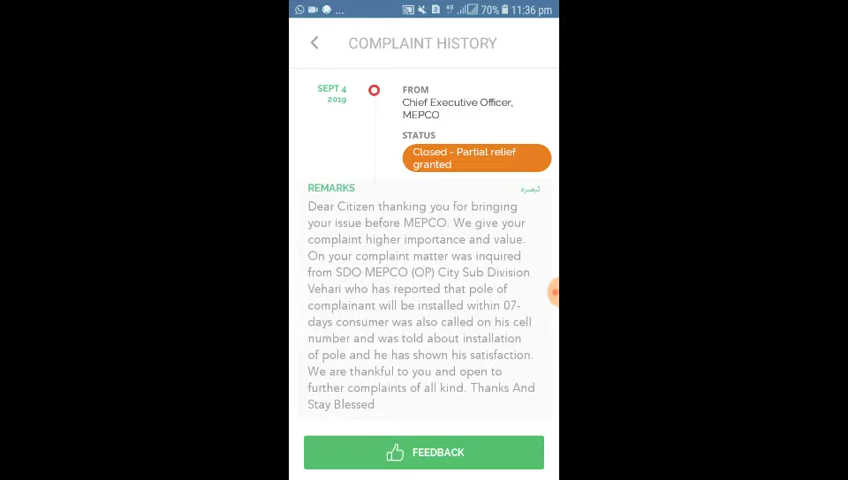 ... 70% 11:36 pm
COMPLAINT HISTORY
SEPT 4
2019
FROM
Chief Executive Officer,
MEPCO
STATUS
Closed - Partial relief
granted
REMARKS تبصرہ
Dear Citizen thanking you for bringing
your issue before MEPCO. We give your
complaint higher importance and value.
On your complaint matter was inquired
from SDO MEPCO (OP) City Sub Division
Vehari who has reported that pole of
complainant will be installed within 07-
days consumer was also called on his cell
number and was told about installation
of pole and he has shown his satisfaction.
We are thankful to you and open to
further complaints of all kind. Thanks And
Stay Blessed
FEEDBACK